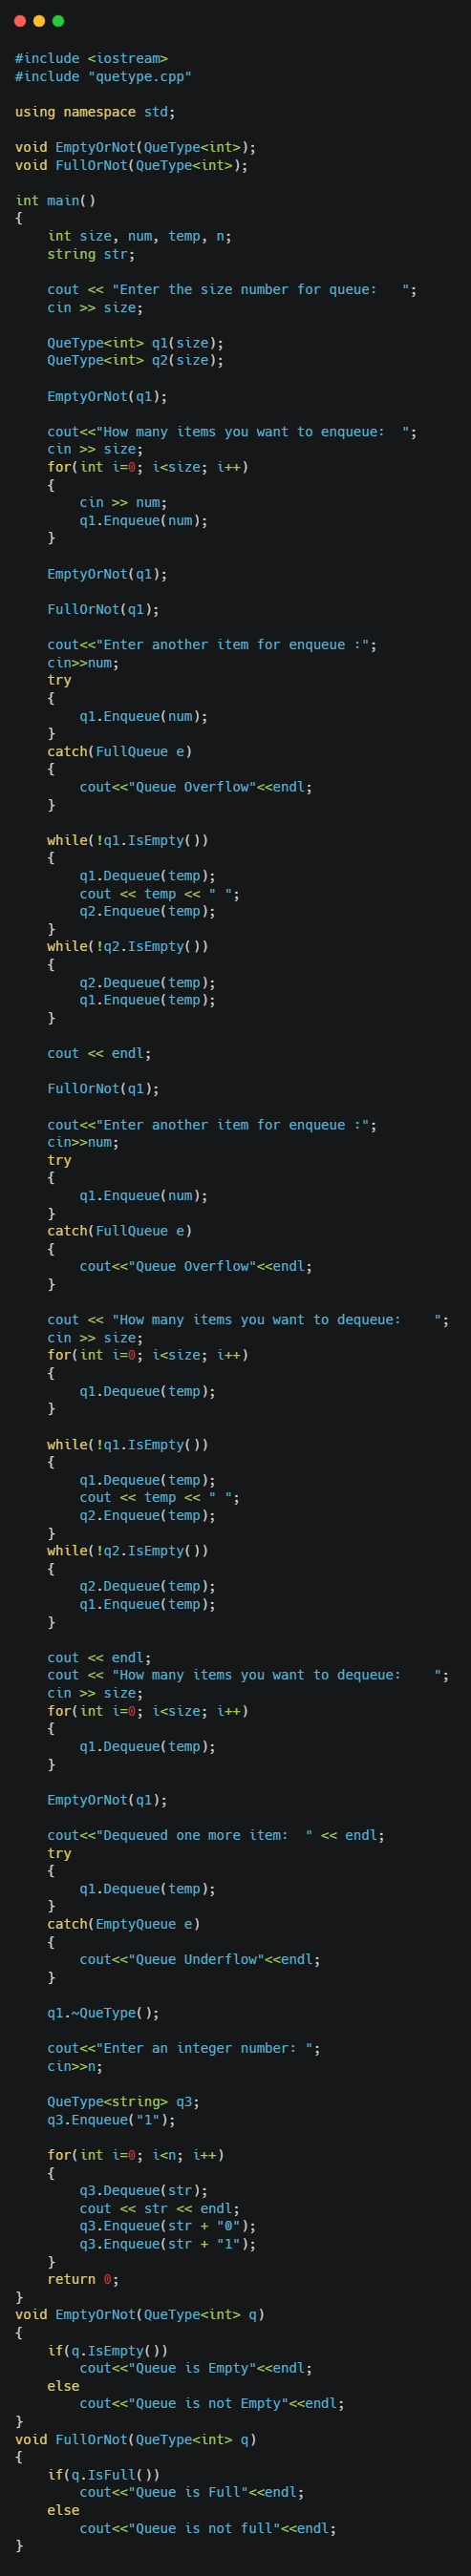 #include <iostream>
#include "quetype.cpp"

using namespace std;

void EmptyOrNot(QueType<int>);
void FullOrNot(QueType<int>);

int main()
{
    int size, num, temp, n;
    string str;

    cout << "Enter the size number for queue:   ";
    cin >> size;

    QueType<int> q1(size);
    QueType<int> q2(size);

    EmptyOrNot(q1);

    cout<<"How many items you want to enqueue:  ";
    cin >> size;
    for(int i=0; i<size; i++)
    {
        cin >> num;
        q1.Enqueue(num);
    }

    EmptyOrNot(q1);

    FullOrNot(q1);

    cout<<"Enter another item for enqueue :";
    cin>>num;
    try
    {
        q1.Enqueue(num);
    }
    catch(FullQueue e)
    {
        cout<<"Queue Overflow"<<endl;
    }

    while(!q1.IsEmpty())
    {
        q1.Dequeue(temp);
        cout << temp << " ";
        q2.Enqueue(temp);
    }
    while(!q2.IsEmpty())
    {
        q2.Dequeue(temp);
        q1.Enqueue(temp);
    }

    cout << endl;

    FullOrNot(q1);

    cout<<"Enter another item for enqueue :";
    cin>>num;
    try
    {
        q1.Enqueue(num);
    }
    catch(FullQueue e)
    {
        cout<<"Queue Overflow"<<endl;
    }

    cout << "How many items you want to dequeue:    ";
    cin >> size;
    for(int i=0; i<size; i++)
    {
        q1.Dequeue(temp);
    }

    while(!q1.IsEmpty())
    {
        q1.Dequeue(temp);
        cout << temp << " ";
        q2.Enqueue(temp);
    }
    while(!q2.IsEmpty())
    {
        q2.Dequeue(temp);
        q1.Enqueue(temp);
    }

    cout << endl;
    cout << "How many items you want to dequeue:    ";
    cin >> size;
    for(int i=0; i<size; i++)
    {
        q1.Dequeue(temp);
    }

    EmptyOrNot(q1);

    cout<<"Dequeued one more item:  " << endl;
    try
    {
        q1.Dequeue(temp);
    }
    catch(EmptyQueue e)
    {
        cout<<"Queue Underflow"<<endl;
    }

    q1.~QueType();

    cout<<"Enter an integer number: ";
    cin>>n;

    QueType<string> q3;
    q3.Enqueue("1");

    for(int i=0; i<n; i++)
    {
        q3.Dequeue(str);
        cout << str << endl;
        q3.Enqueue(str + "0");
        q3.Enqueue(str + "1");
    }
    return 0;
}
void EmptyOrNot(QueType<int> q)
{
    if(q.IsEmpty())
        cout<<"Queue is Empty"<<endl;
    else
        cout<<"Queue is not Empty"<<endl;
}
void FullOrNot(QueType<int> q)
{
    if(q.IsFull())
        cout<<"Queue is Full"<<endl;
    else
        cout<<"Queue is not full"<<endl;
}